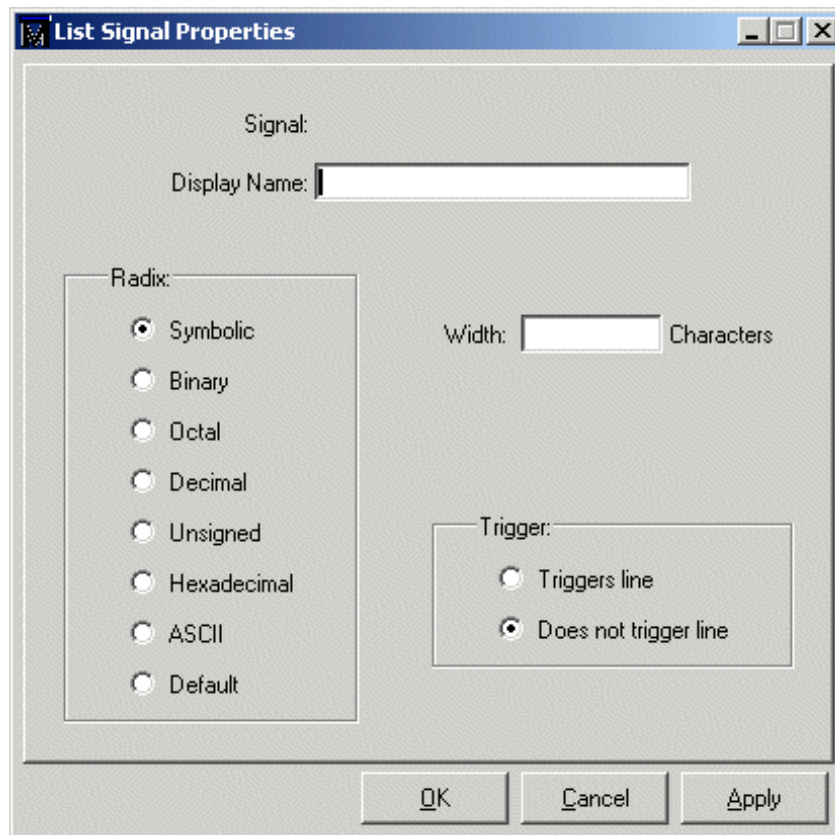 List Signal Properties
Signal:
Display Name:
Radix:
Symbolic
Binary
Octal
Decimal
Unsigned
Hexadecimal
ASCII
Default
Width: Characters
Trigger:
Triggers line
Does not trigger line
OK Cancel Apply